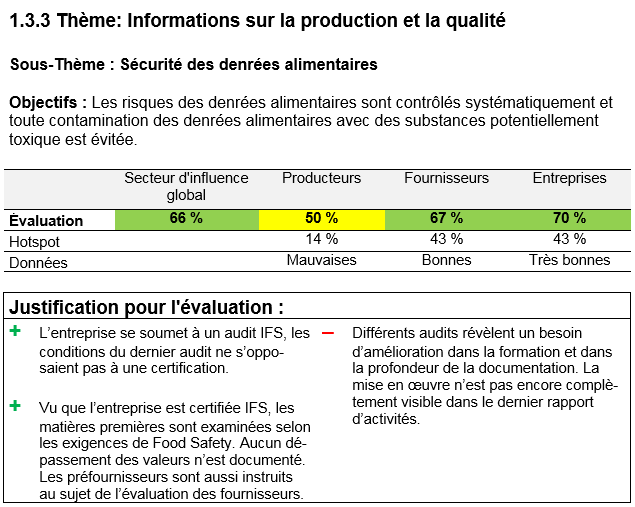 1.3.3 Thème: Informations sur la production et la qualité
Sous-Thème : Sécurité des denrées alimentaires
Objectifs : Les risques des denrées alimentaires sont contrôlés systématiquement et
toute contamination des denrées alimentaires avec des substances potentiellement
toxique est évitée.
Secteur d'influence global Producteurs Fournisseurs Entreprises
Évaluation 66 % 50 % 67 % 70 %
Hotspot 14 % 43 % 43 %
Données Mauvaises Bonnes Très bonnes
Justification pour l'évaluation :
+ L'entreprise se soumet à un audit IFS, les
conditions du dernier audit ne s'oppo-
saient pas à une certification.
+ Vu que l'entreprise est certifiée IFS, les
matières premières sont examinées selon
les exigences de Food Safety. Aucun dé-
passement des valeurs n'est documenté.
Les préfournisseurs sont aussi instruits
au sujet de l'évaluation des fournisseurs.
– Différents audits révèlent un besoin
d'amélioration dans la formation et dans
la profondeur de la documentation. La
mise en œuvre n'est pas encore complè-
tement visible dans le dernier rapport
d'activités.